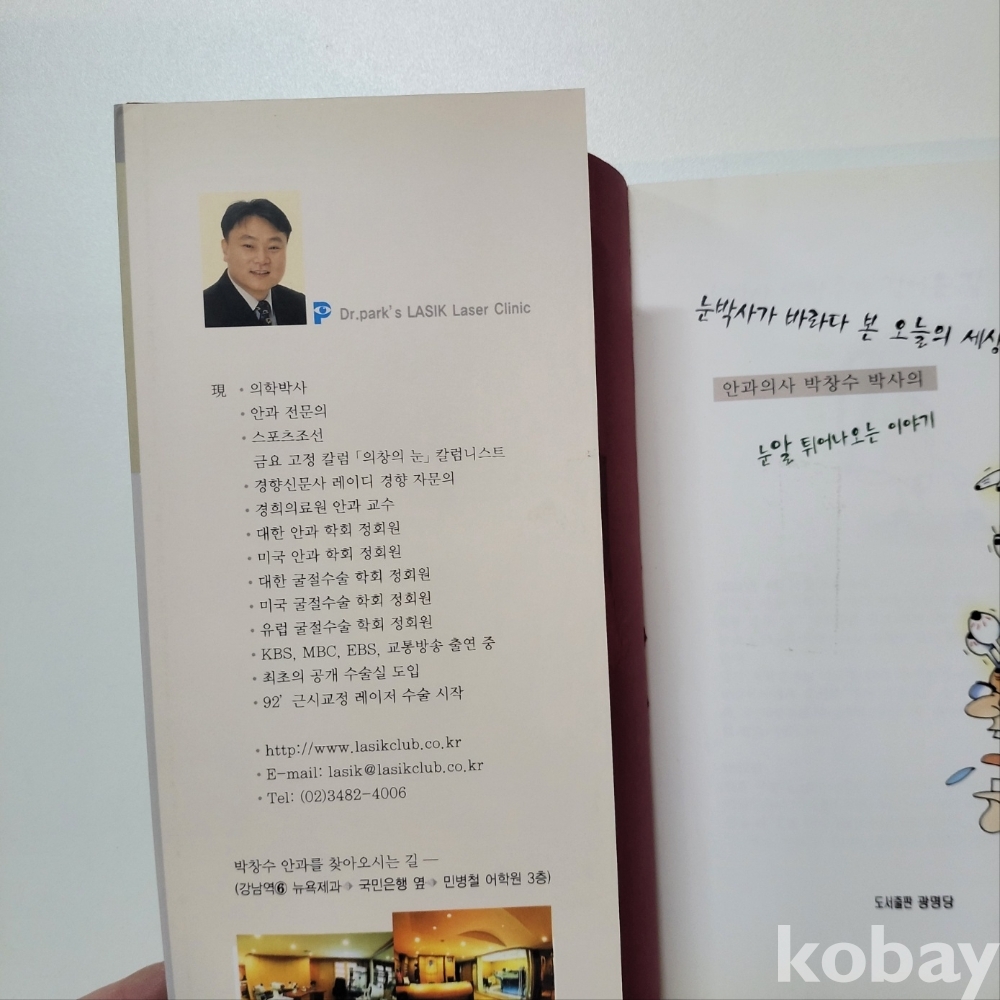 Dr.park's LASIK Laser Clinic
現 • 의학박사
• 안과 전문의
• 스포츠조선
금요 고정 칼럼 「의창의 눈」 칼럼니스트
• 경향신문사 레이디 경향 자문의
• 경희의료원 안과 교수
• 대한 안과 학회 정회원
• 미국 안과 학회 정회원
• 대한 굴절수술 학회 정회원
• 미국 굴절수술 학회 정회원
• 유럽 굴절수술 학회 정회원
• KBS, MBC, EBS, 교통방송 출연 중
• 최초의 공개 수술실 도입
• 92' 근시교정 레이저 수술 시작
• http://www.lasikclub.co.kr
• E-mail: lasik@lasikclub.co.kr
• Tel: (02)3482-4006
박창수 안과를 찾아오시는 길 —
(강남역❻ 뉴욕제과 → 국민은행 옆 → 민병철 어학원 3층)
눈박사가 바라다 본 오늘의 세상
안과의사 박창수 박사의
눈알 튀어나오는 이야기
도서출판 광명당
kobay